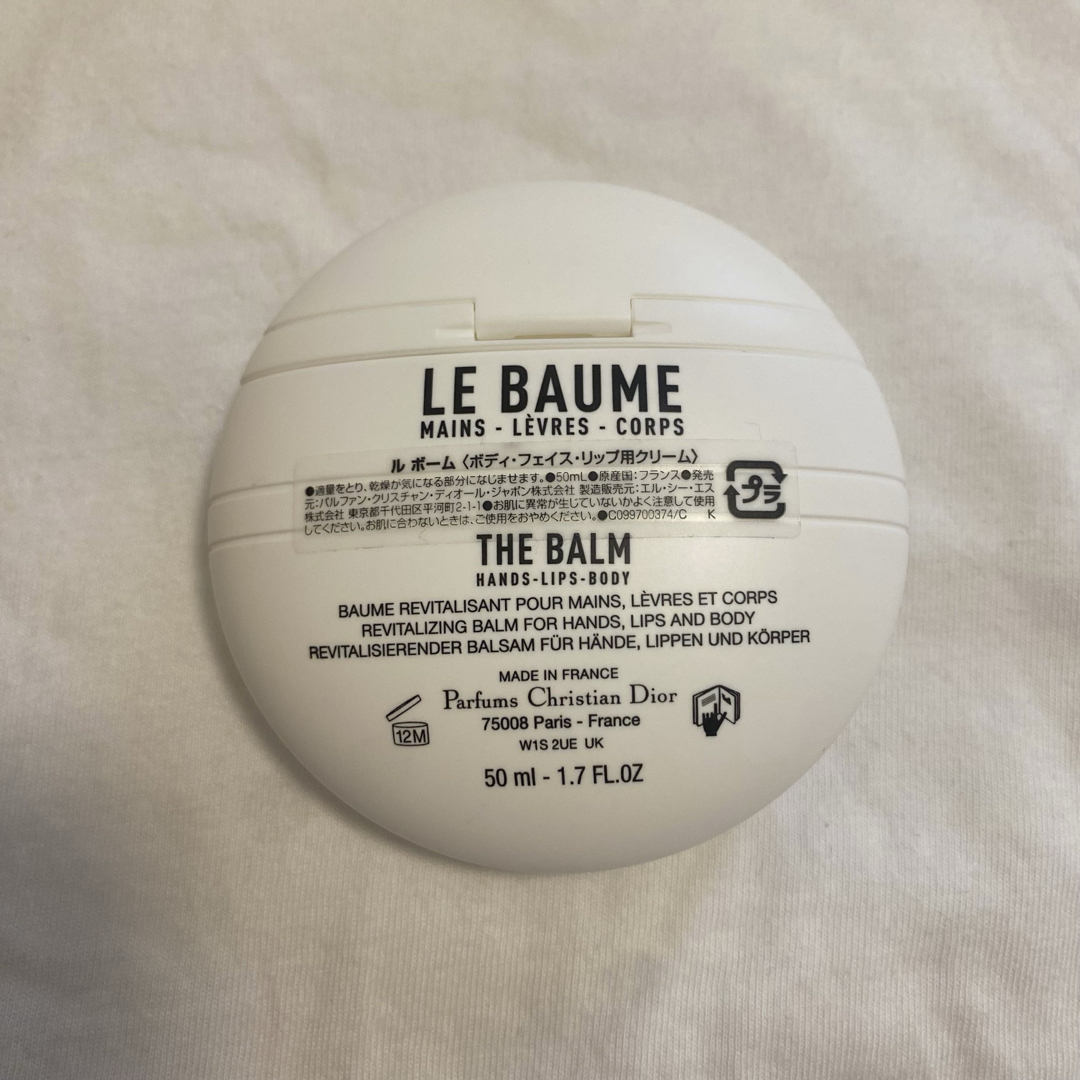 LE BAUME
MAINS - LÈVRES - CORPS
ル ボーム〈ボディ・フェイス・リップ用クリーム〉
●適量をとり、乾燥が気になる部分になじませます。●50mL●原産国:フランス●発売
元:パルファン・クリスチャン・ディオール・ジャポン株式会社 製造販売元:エル・シー・エス
株式会社 東京都千代田区平河町2-1-1●お肌に異常が生じていないかよく注意して使用
してください。お肌に合わないときは、ご使用をおやめください。●C099700374/C K
プラ
THE BALM
HANDS-LIPS-BODY
BAUME REVITALISANT POUR MAINS, LÈVRES ET CORPS
REVITALIZING BALM FOR HANDS, LIPS AND BODY
REVITALISIERENDER BALSAM FÜR HÄNDE, LIPPEN UND KÖRPER
MADE IN FRANCE
Parfums Christian Dior
75008 Paris - France
12M
W1S 2UE UK
50 ml - 1.7 FL.OZ